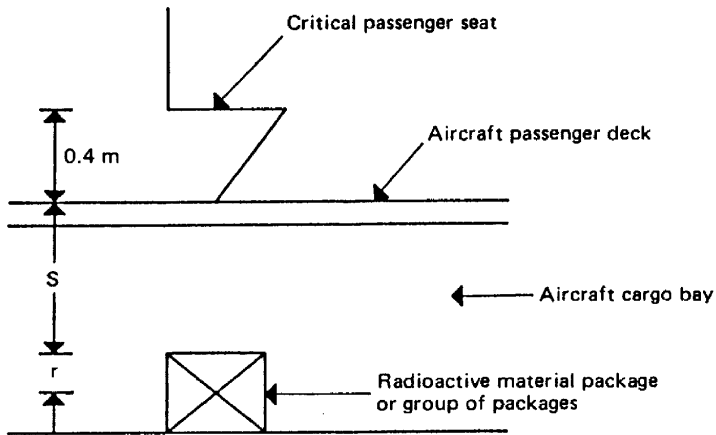 Critical passenger seat
0.4 m
Aircraft passenger deck
S
Aircraft cargo bay
r
Radioactive material package
or group of packages